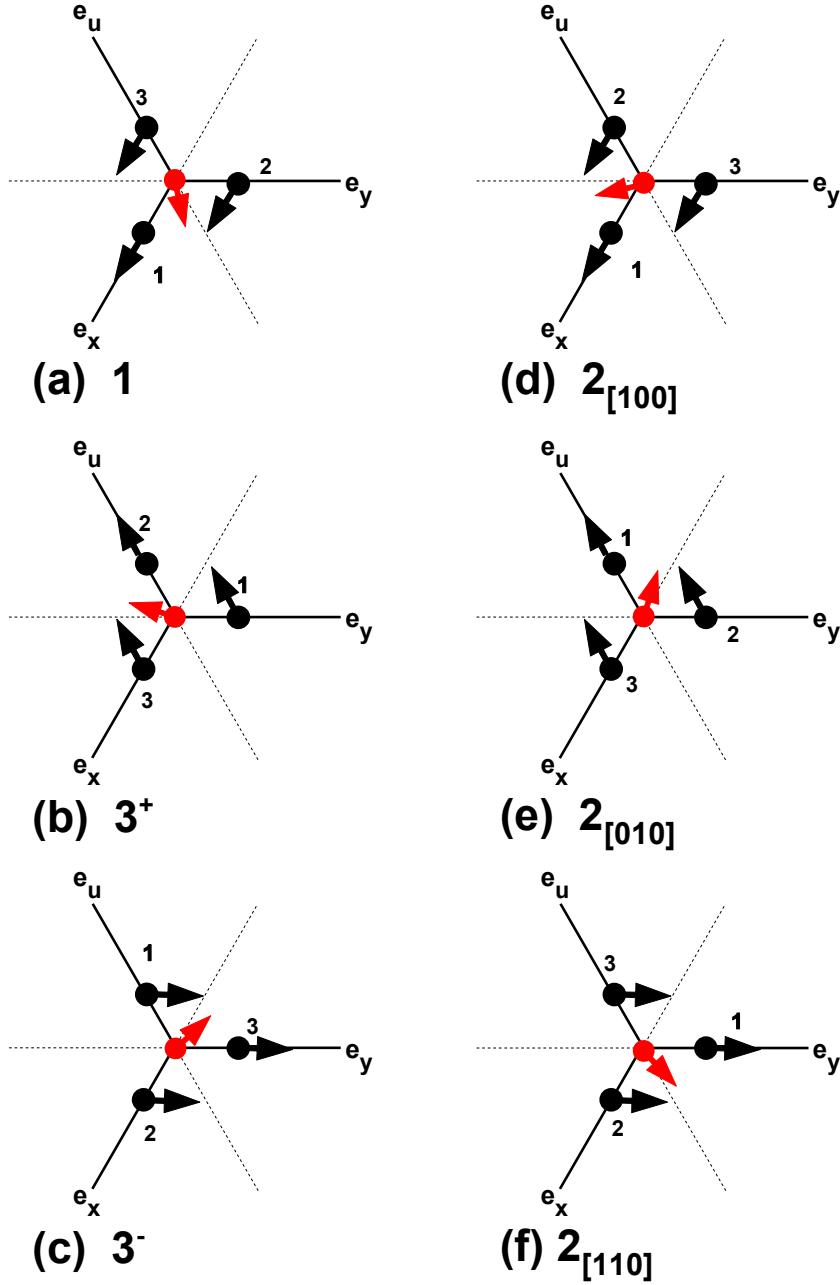 e_u
3
2
e_y
1
e_x
(a) 1
e_u
2
3
e_y
1
e_x
(d) 2_[100]
e_u
2
1
e_y
3
e_x
(b) 3^+
e_u
1
2
e_y
3
e_x
(e) 2_[010]
e_u
1
3
e_y
2
e_x
(c) 3^-
e_u
3
1
e_y
2
e_x
(f) 2_[110]